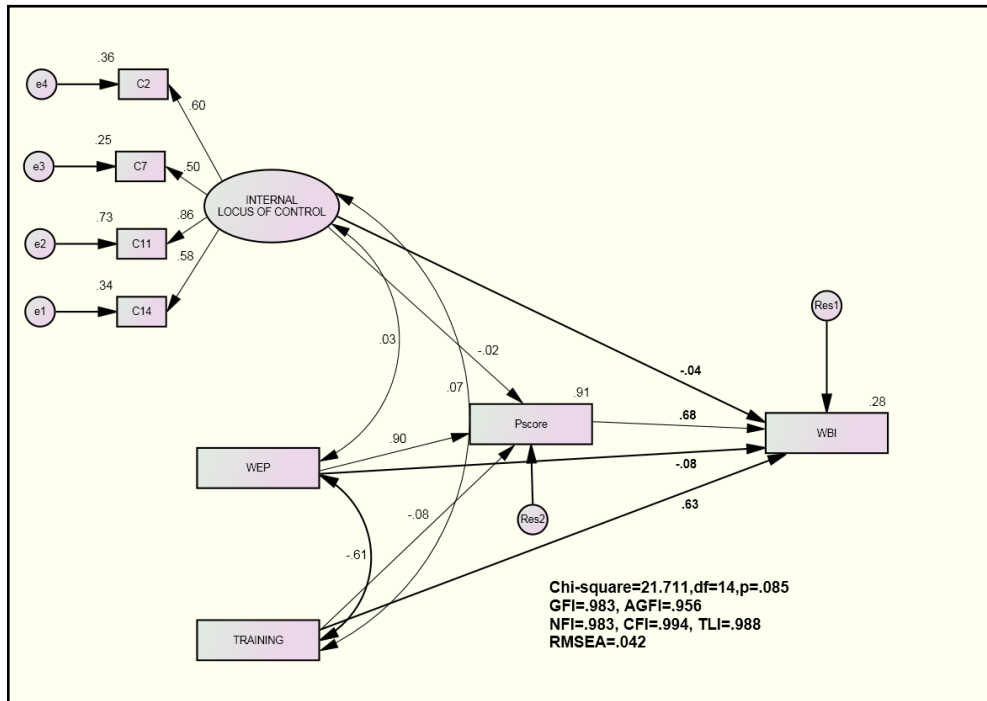 .36
e4
C2
.60
.25
e3
C7
.50
INTERNAL
LOCUS OF CONTROL
.73
.86
e2
C11
.58
.34
e1
C14
Res1
.03
-.02
-.04
.07
.91
.28
Pscore
.68
WBI
.90
WEP
-.08
-.08
.63
Res2
-.61
Chi-square=21.711,df=14,p=.085
GFI=.983, AGFI=.956
NFI=.983, CFI=.994, TLI=.988
RMSEA=.042
TRAINING